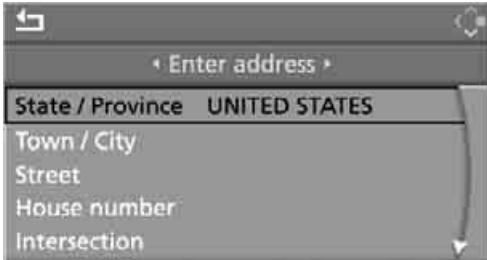 Enter address
State / Province UNITED STATES
Town / City
Street
House number
Intersection